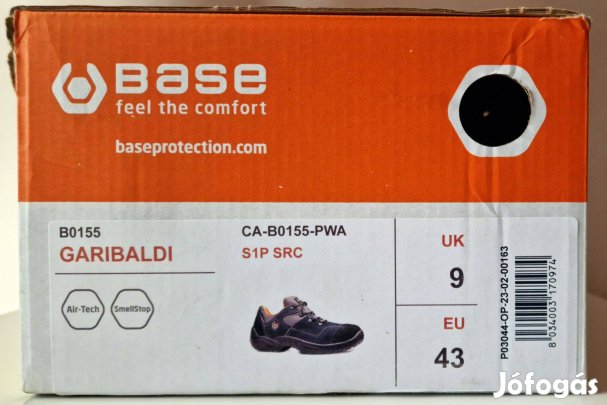 Base
feel the comfort
baseprotection.com
B0155
GARIBALDI
CA-B0155-PWA
S1P SRC
Air-Tech
SmellStop
UK
9
EU
43
P03044-OP-23-02-00163
8 034003 170974
Jófogás